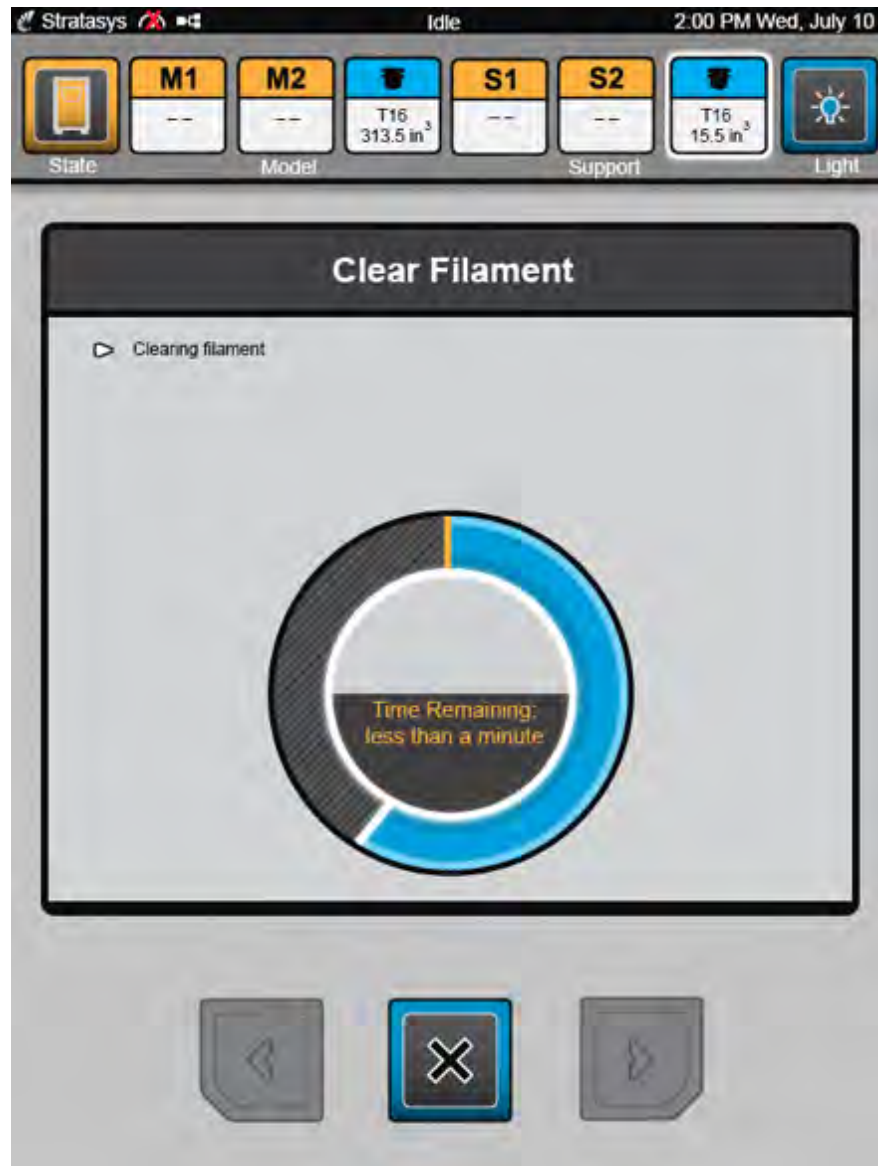 Stratasys
Idle
2:00 PM Wed, July 10
M1
--
M2
--
T16
313.5 in³
S1
--
S2
--
T16
15.5 in³
State
Model
Support
Light
Clear Filament
Clearing filament
Time Remaining:
less than a minute